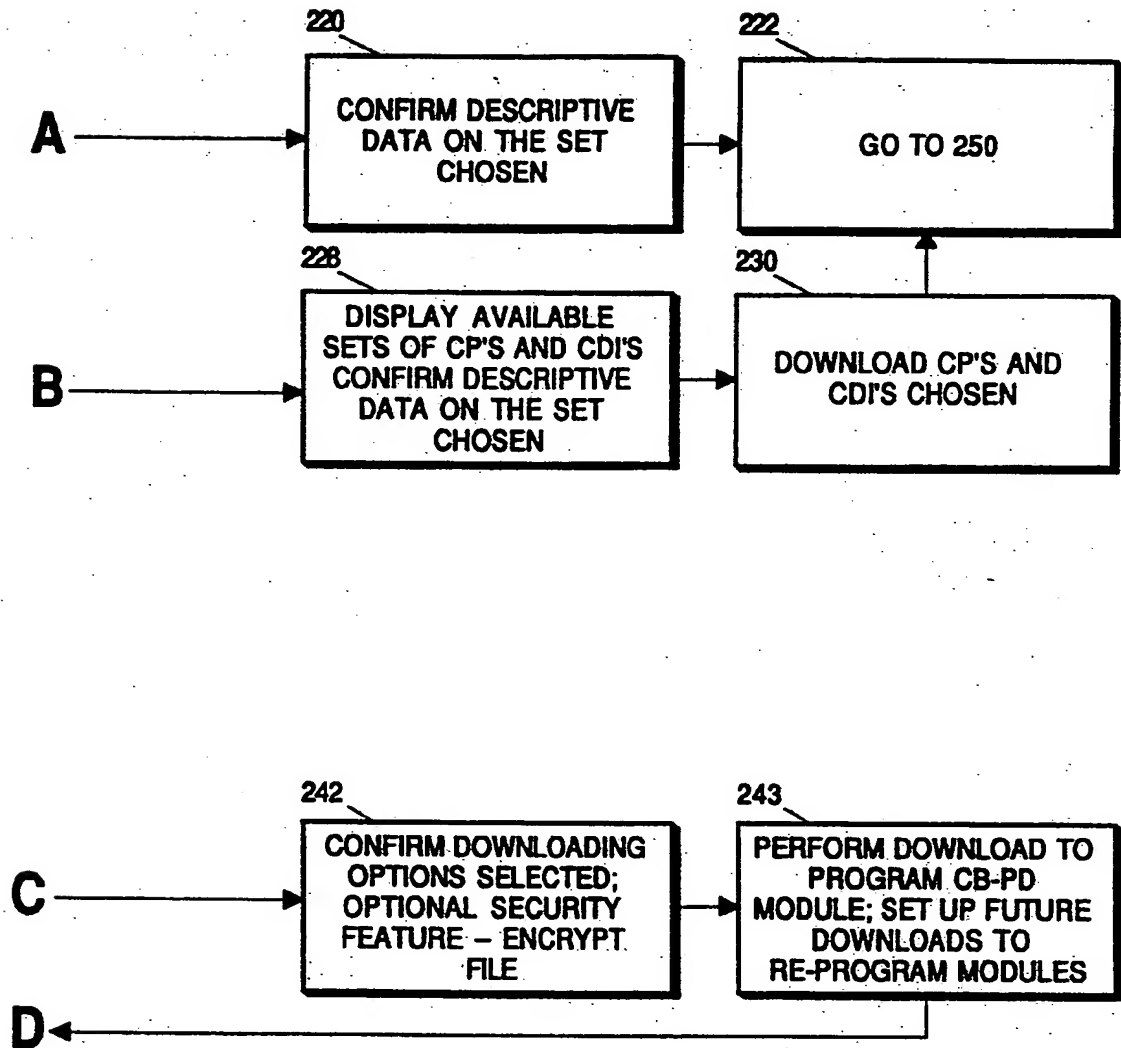 220
222
A
CONFIRM DESCRIPTIVE
DATA ON THE SET
CHOSEN
GO TO 250
228
230
B
DISPLAY AVAILABLE
SETS OF CP'S AND CDI'S
CONFIRM DESCRIPTIVE
DATA ON THE SET
CHOSEN
DOWNLOAD CP'S AND
CDI'S CHOSEN
242
243
C
CONFIRM DOWNLOADING
OPTIONS SELECTED;
OPTIONAL SECURITY
FEATURE – ENCRYPT
FILE
PERFORM DOWNLOAD TO
PROGRAM CB-PD
MODULE; SET UP FUTURE
DOWNLOADS TO
RE-PROGRAM MODULES
D